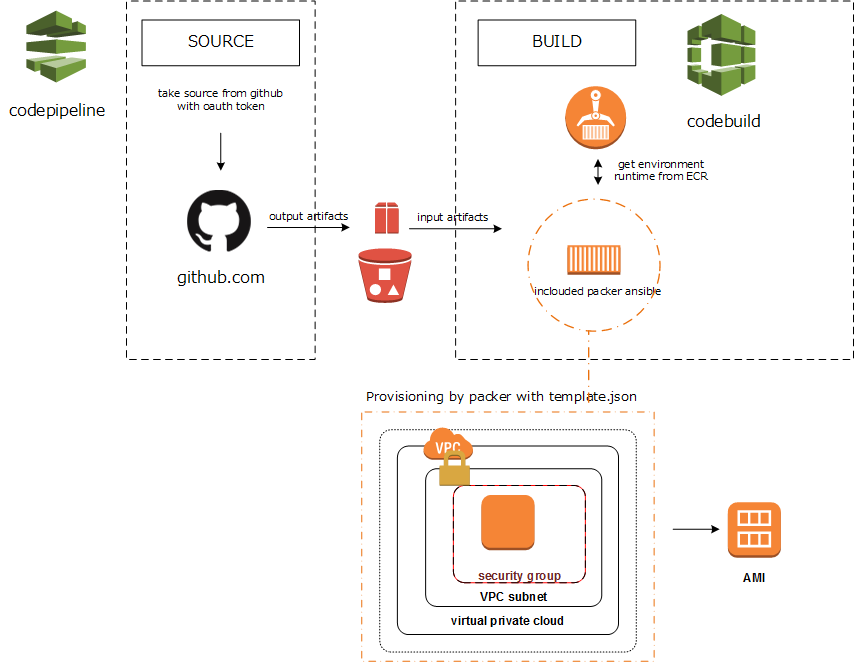 SOURCE
BUILD
take source from github
with oauth token
codepipeline
codebuild
get environment
runtime from ECR
output artifacts
input artifacts
github.com
inclouded packer ansible
Provisioning by packer with template.json
VPC
security group
VPC subnet
virtual private cloud
AMI